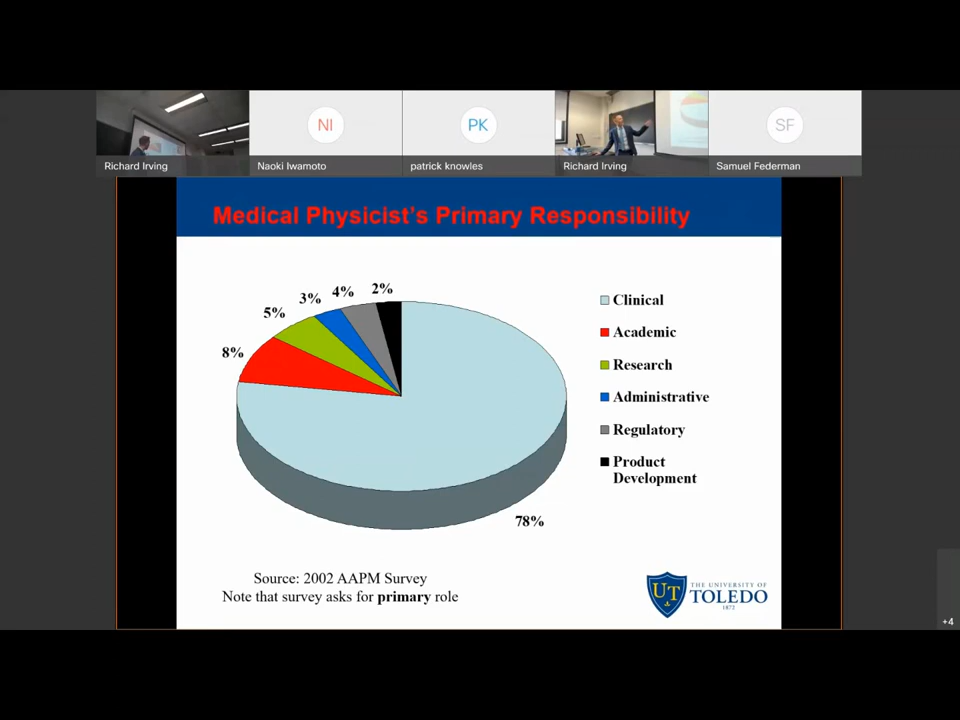 NI
PK
SF
Richard Irving
Naoki Iwamoto
patrick knowles
Richard Irving
Samuel Federman
Medical Physicist's Primary Responsibility
2%
4%
3%
5%
8%
78%
Clinical
Academic
Research
Administrative
Regulatory
Product
Development
Source: 2002 AAPM Survey
Note that survey asks for primary role
UT
THE UNIVERSITY OF
TOLEDO
1872
+4